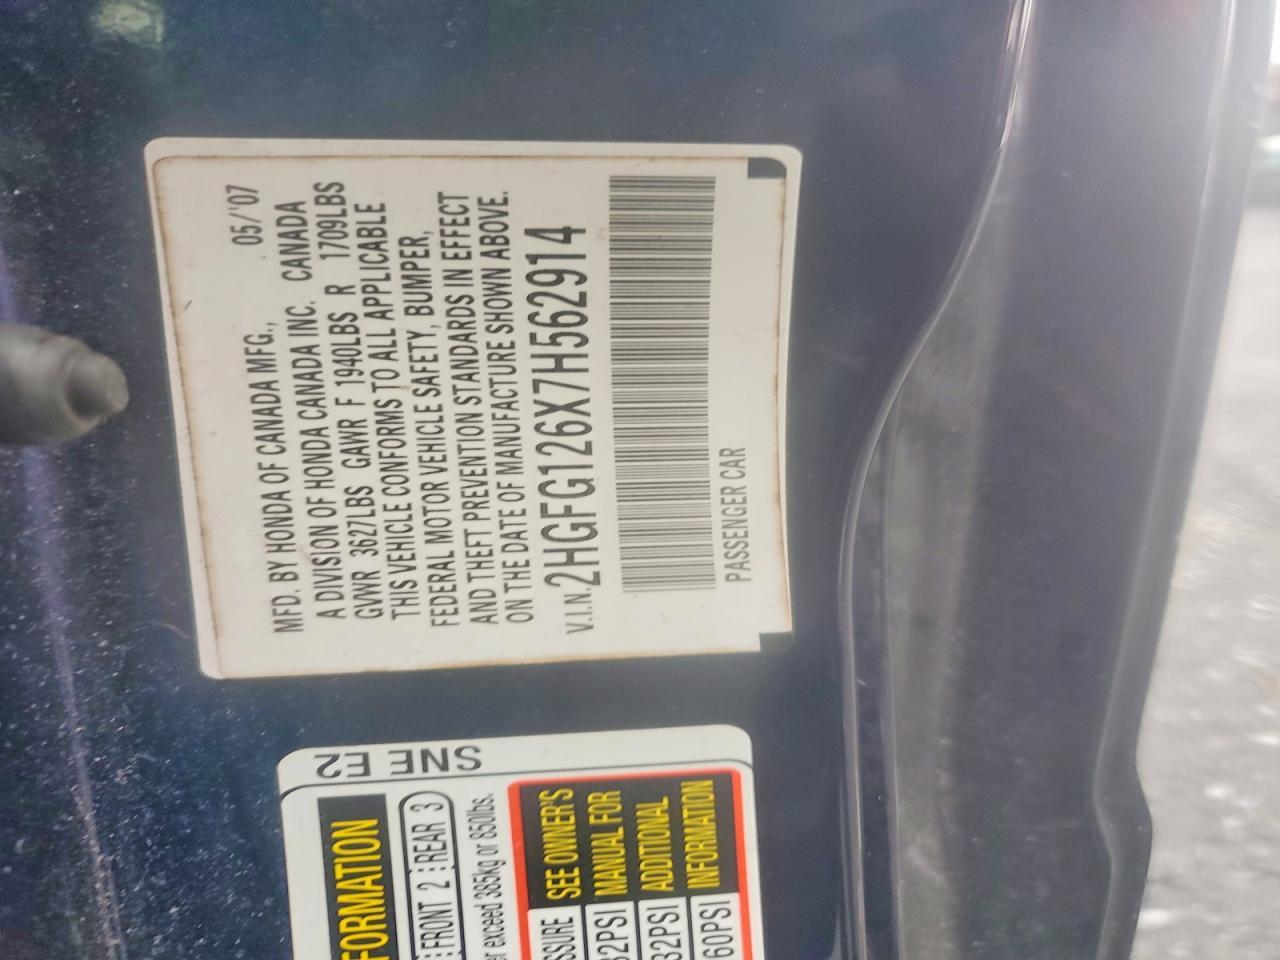 MFD. BY HONDA OF CANADA MFG., 05/'07
A DIVISION OF HONDA CANADA INC. CANADA
GVWR 3627LBS GAWR F 1940LBS R 1709LBS
THIS VEHICLE CONFORMS TO ALL APPLICABLE
FEDERAL MOTOR VEHICLE SAFETY, BUMPER,
AND THEFT PREVENTION STANDARDS IN EFFECT
ON THE DATE OF MANUFACTURE SHOWN ABOVE.
V.I.N.2HGFG126X7H562914
PASSENGER CAR
SNE E2
FORMATION
FRONT 2 REAR 3
exceed 385kg or 850lbs.
SSURE
32PSI
32PSI
60PSI
SEE OWNER'S
MANUAL FOR
ADDITIONAL
INFORMATION